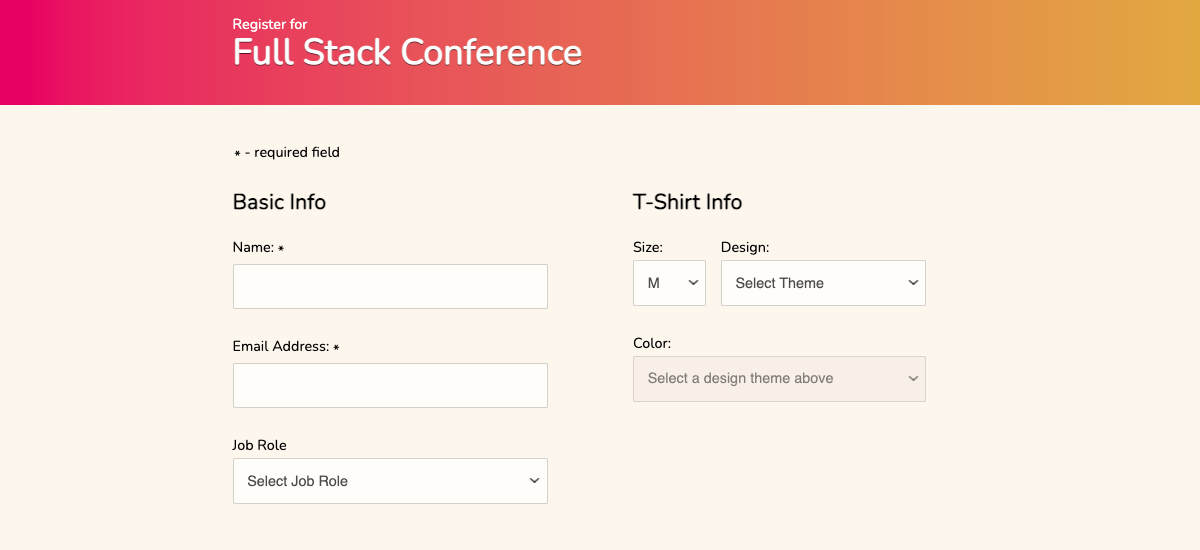 Register for
Full Stack Conference
* - required field
Basic Info
Name: *
Email Address: *
Job Role
Select Job Role
T-Shirt Info
Size:
M
Design:
Select Theme
Color:
Select a design theme above